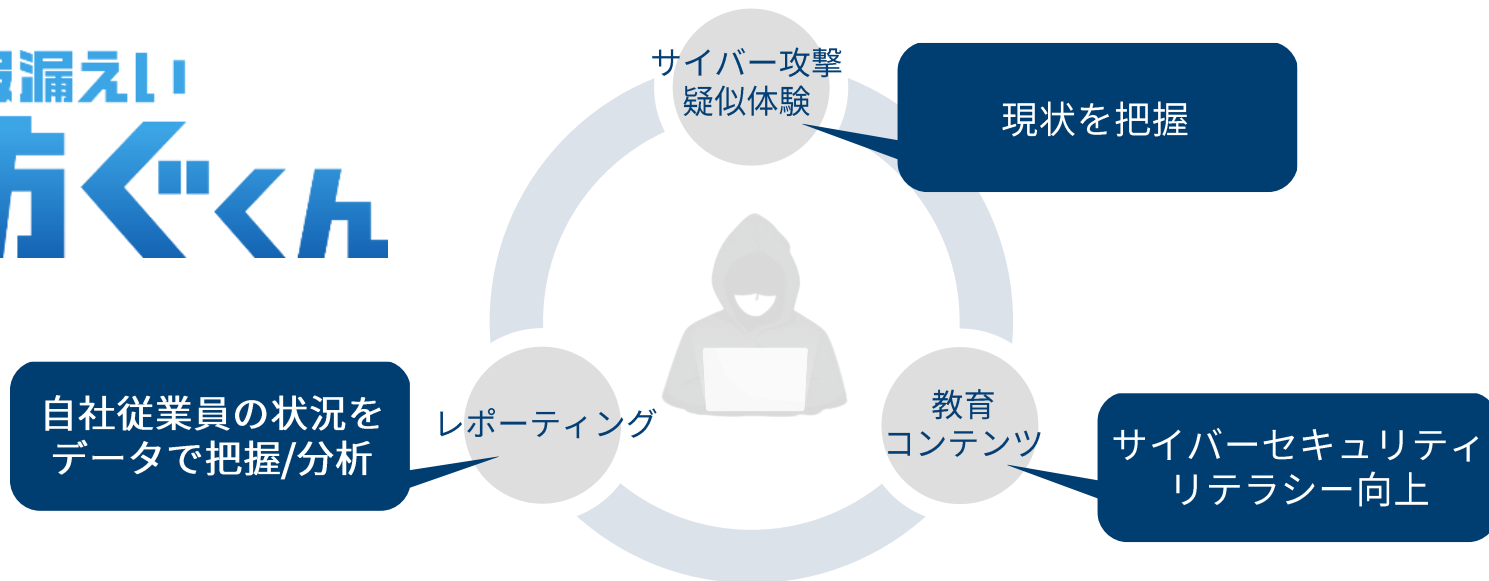 漏えい
ぐくん
サイバー攻撃
疑似体験
現状を把握
自社従業員の状況を
データで把握/分析
レポーティング
教育
コンテンツ
サイバーセキュリティ
リテラシー向上